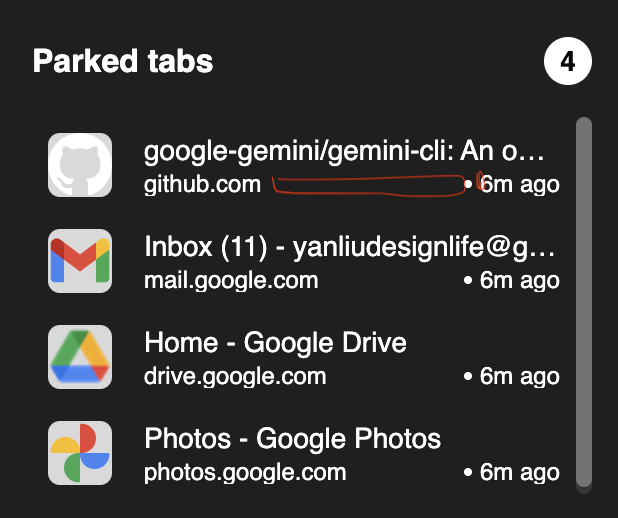 Parked tabs 4
google-gemini/gemini-cli: An o...
github.com • 6m ago
Inbox (11) - yanliudesignlife@g...
mail.google.com • 6m ago
Home - Google Drive
drive.google.com • 6m ago
Photos - Google Photos
photos.google.com • 6m ago